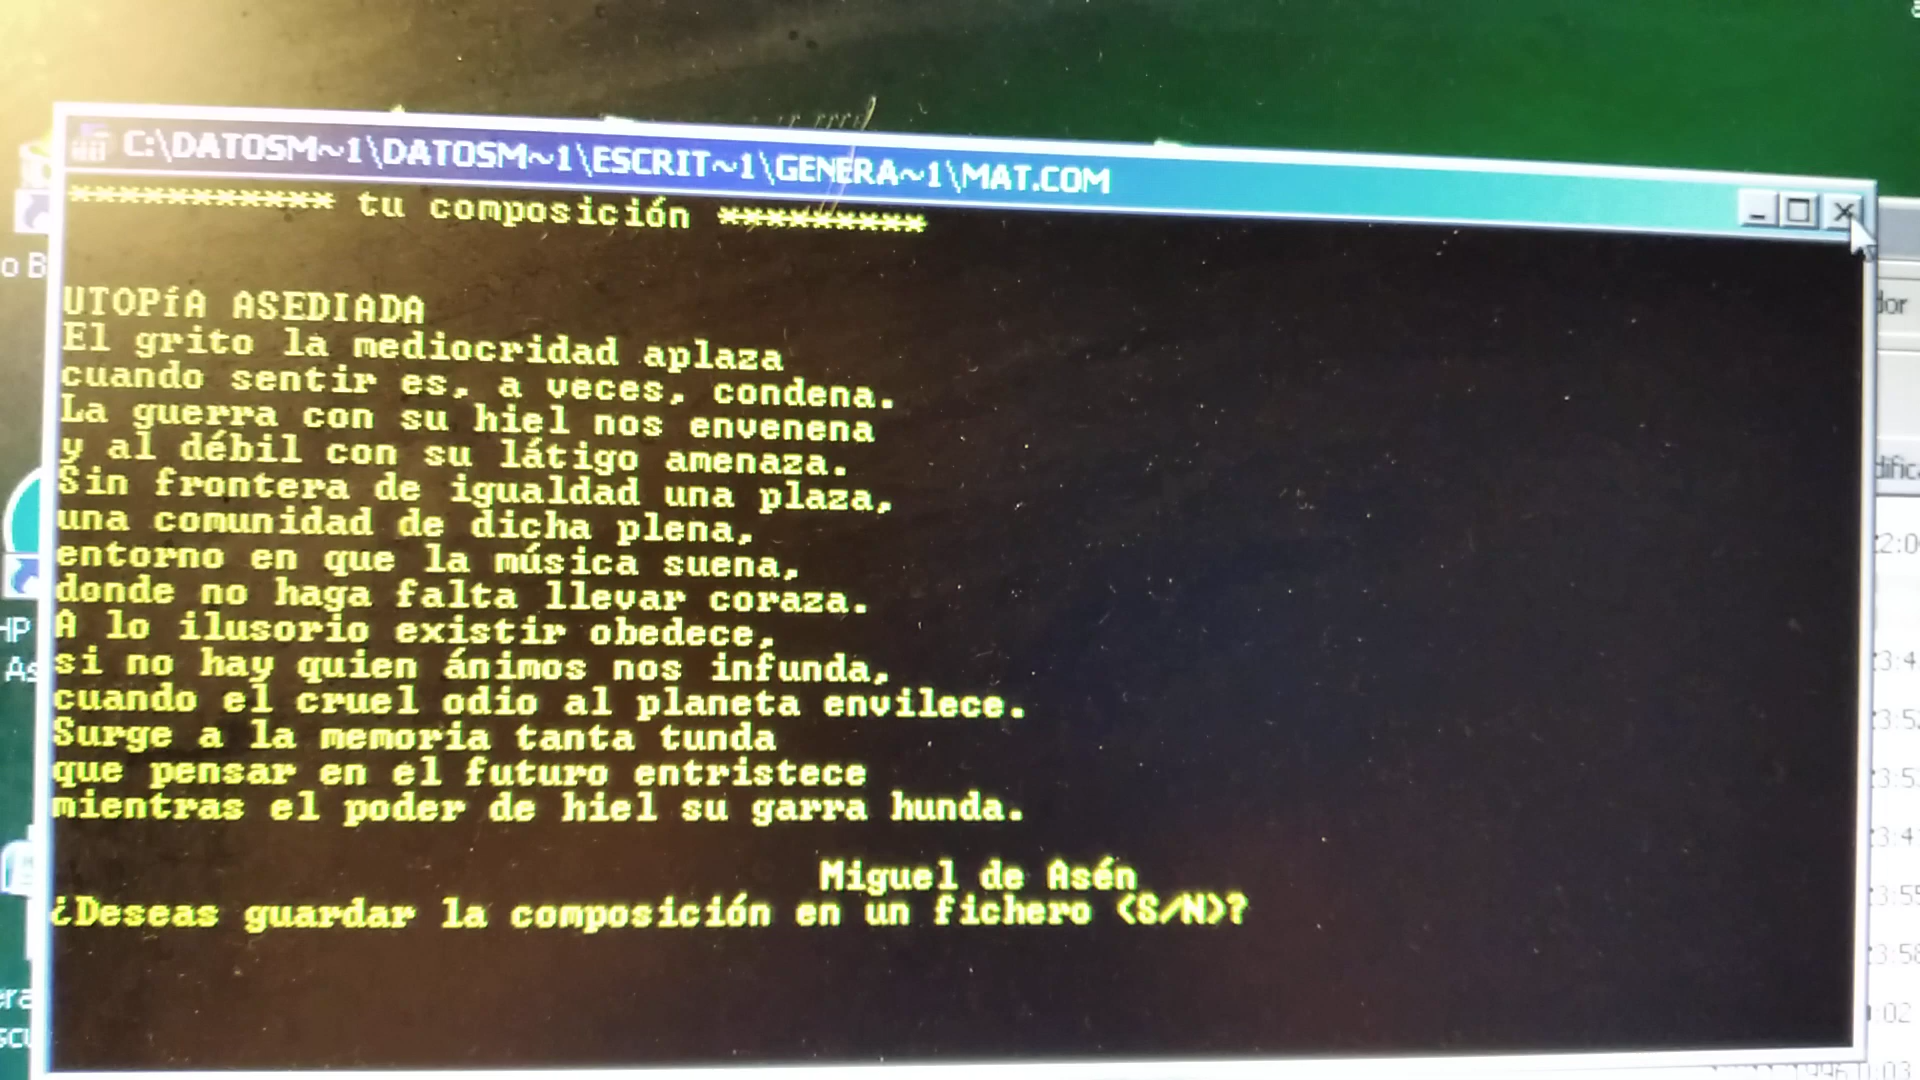 C:\DATOSM~1\DATOSM~1\ESCRIT~1\GENERA~1\MAT.COM
*********** tu composición *********
UTOPíA ASEDIADA
El grito la mediocridad aplaza
cuando sentir es, a veces, condena.
La guerra con su hiel nos envenena
y al débil con su látigo amenaza.
Sin frontera de igualdad una plaza,
una comunidad de dicha plena,
entorno en que la música suena,
donde no haga falta llevar coraza.
A lo ilusorio existir obedece,
si no hay quien ánimos nos infunda,
cuando el cruel odio al planeta envilece.
Surge a la memoria tanta tunda
que pensar en el futuro entristece
mientras el poder de hiel su garra hunda.
Miguel de Asén
¿Deseas guardar la composición en un fichero (S/N)?
HP